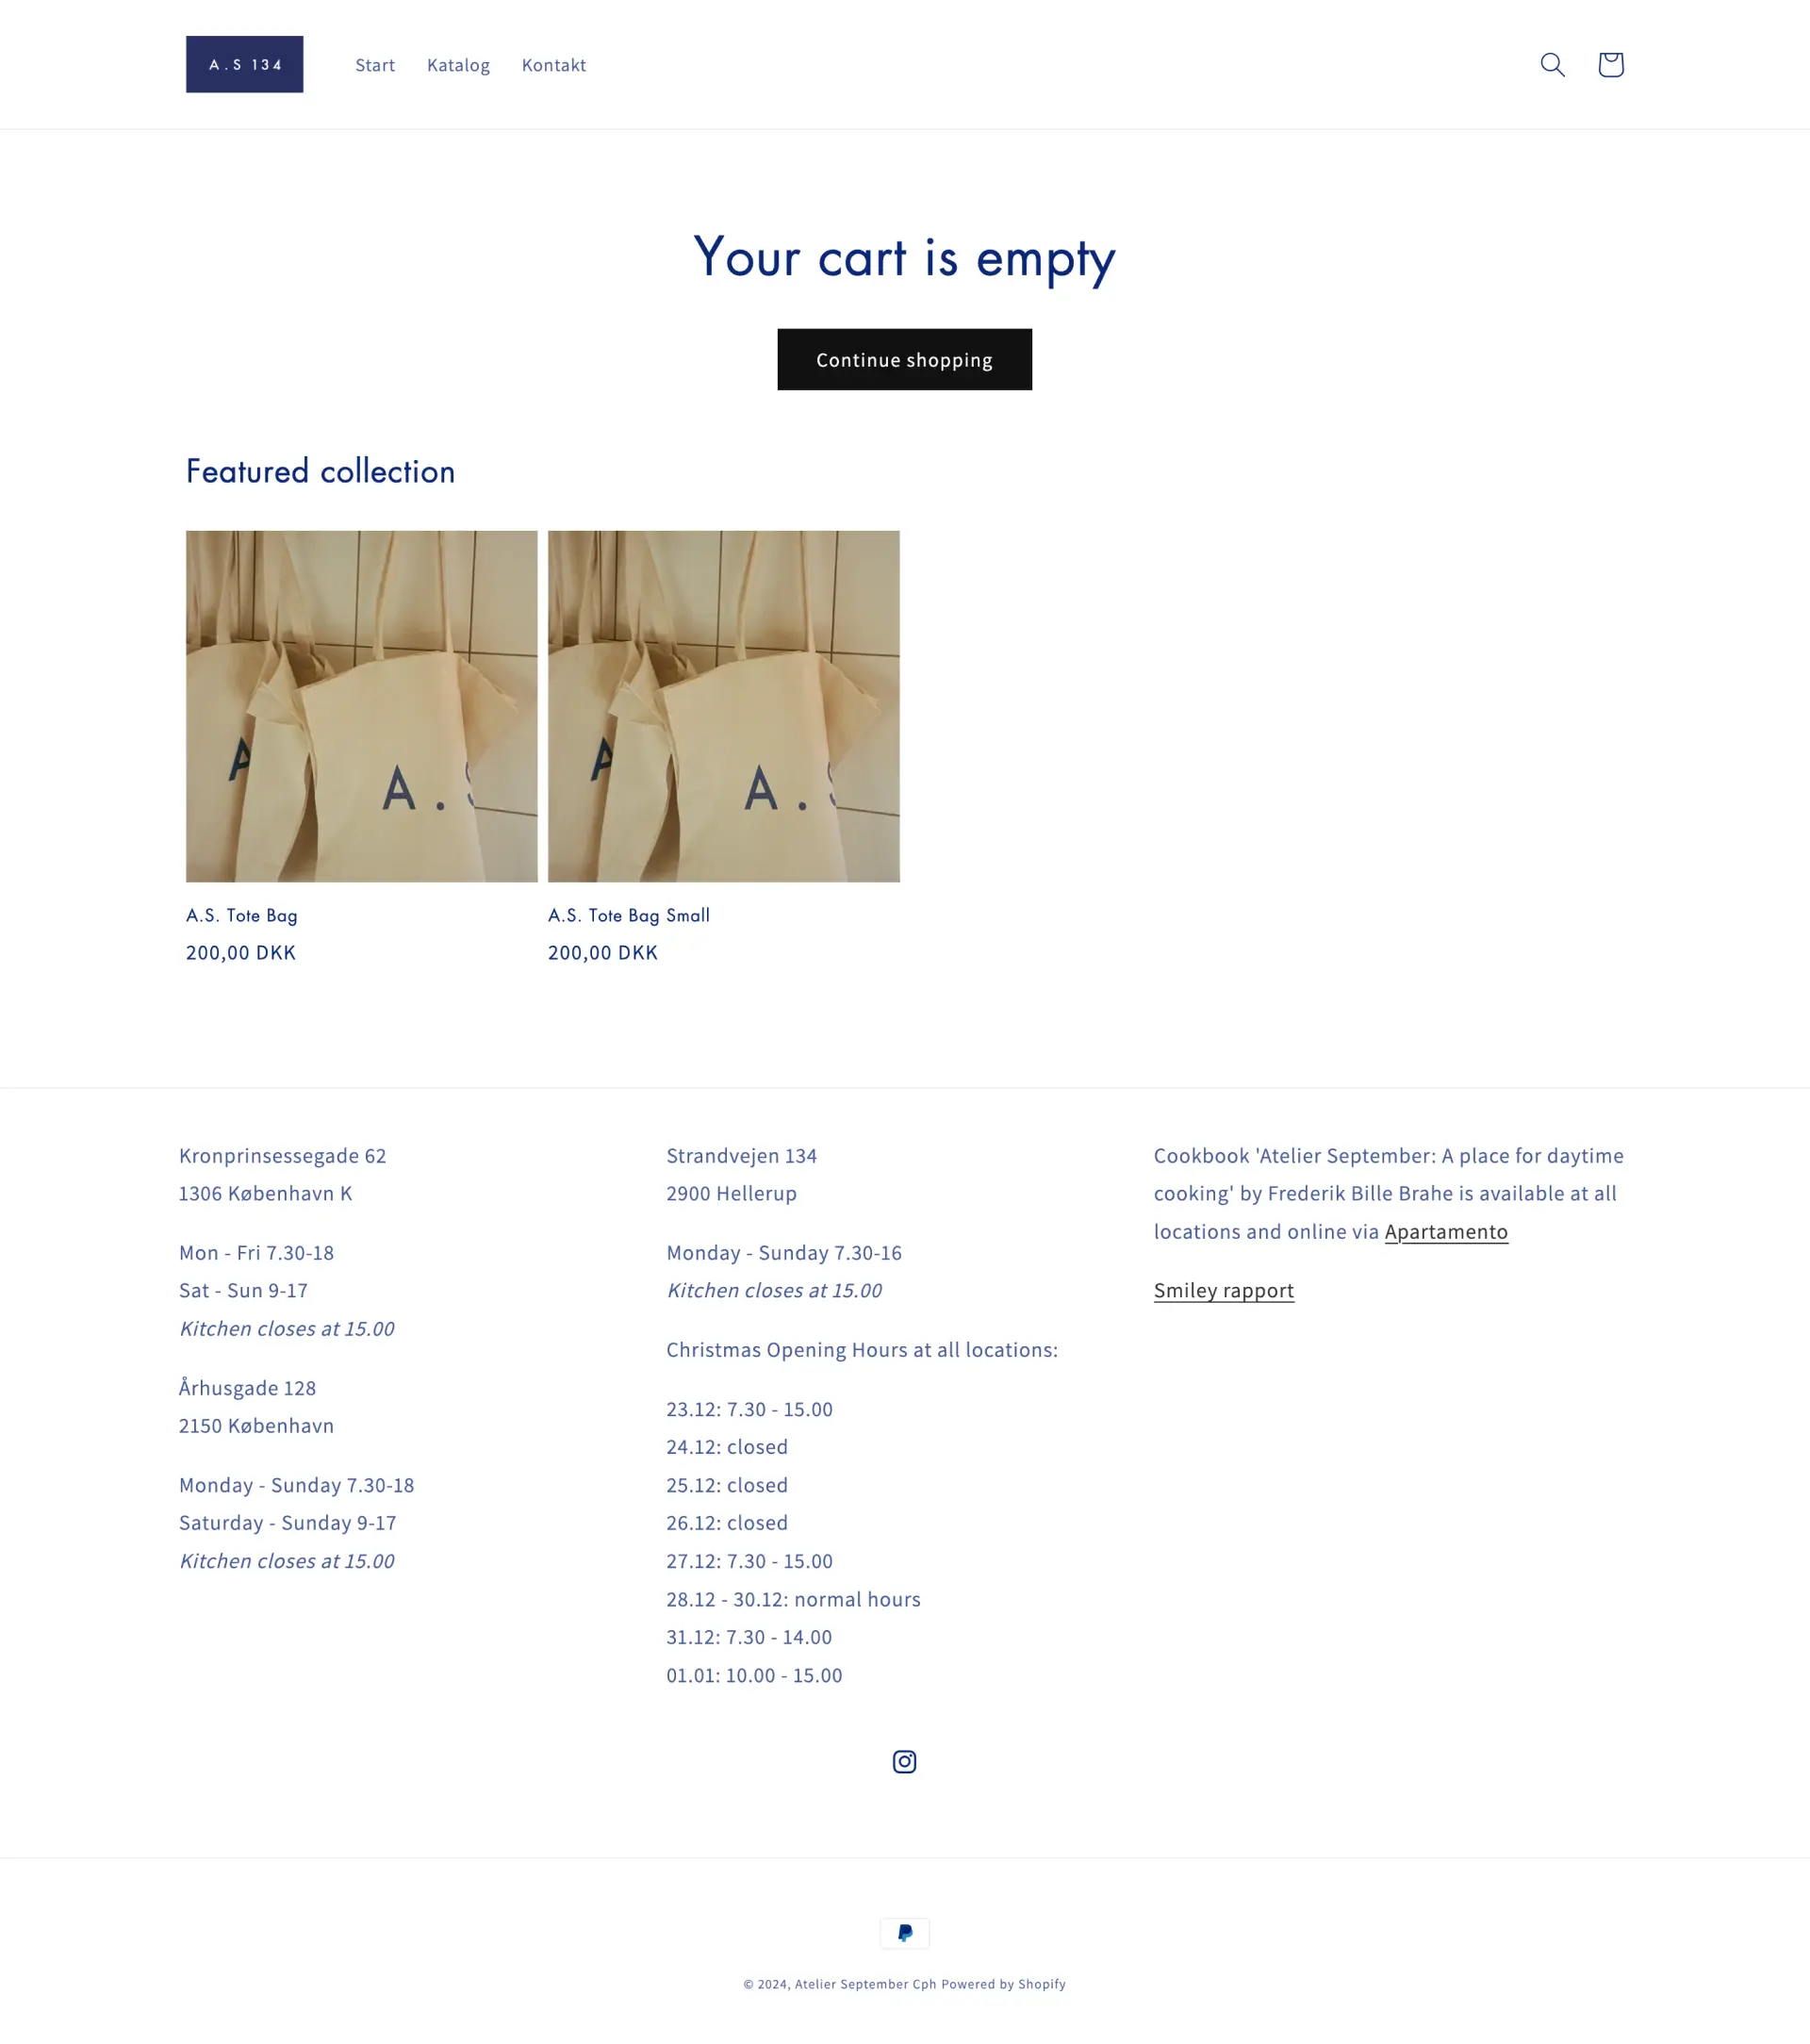 A.S 134
Start
Katalog
Kontakt
Your cart is empty
Continue shopping
Featured collection
A
A.S
A
A.S
A.S. Tote Bag
200,00 DKK
A.S. Tote Bag Small
200,00 DKK
Kronprinsessegade 62
1306 København K
Mon - Fri 7.30-18
Sat - Sun 9-17
Kitchen closes at 15.00
Århusgade 128
2150 København
Monday - Sunday 7.30-18
Saturday - Sunday 9-17
Kitchen closes at 15.00
Strandvejen 134
2900 Hellerup
Monday - Sunday 7.30-16
Kitchen closes at 15.00
Christmas Opening Hours at all locations:
23.12: 7.30 - 15.00
24.12: closed
25.12: closed
26.12: closed
27.12: 7.30 - 15.00
28.12 - 30.12: normal hours
31.12: 7.30 - 14.00
01.01: 10.00 - 15.00
Cookbook 'Atelier September: A place for daytime
cooking' by Frederik Bille Brahe is available at all
locations and online via Apartamento
Smiley rapport
© 2024, Atelier September Cph Powered by Shopify